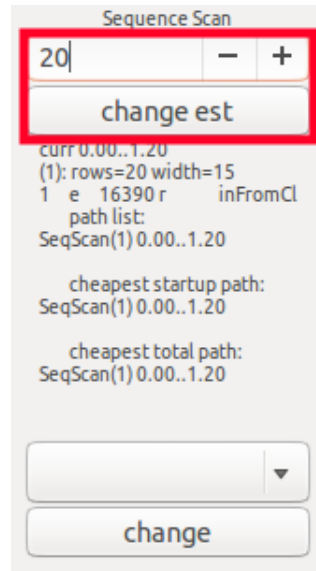 Sequence Scan
20 − +
change est
curr 0.00..1.20
(1): rows=20 width=15
1 e 16390 r inFromCl
path list:
SeqScan(1) 0.00..1.20
cheapest startup path:
SeqScan(1) 0.00..1.20
cheapest total path:
SeqScan(1) 0.00..1.20
change